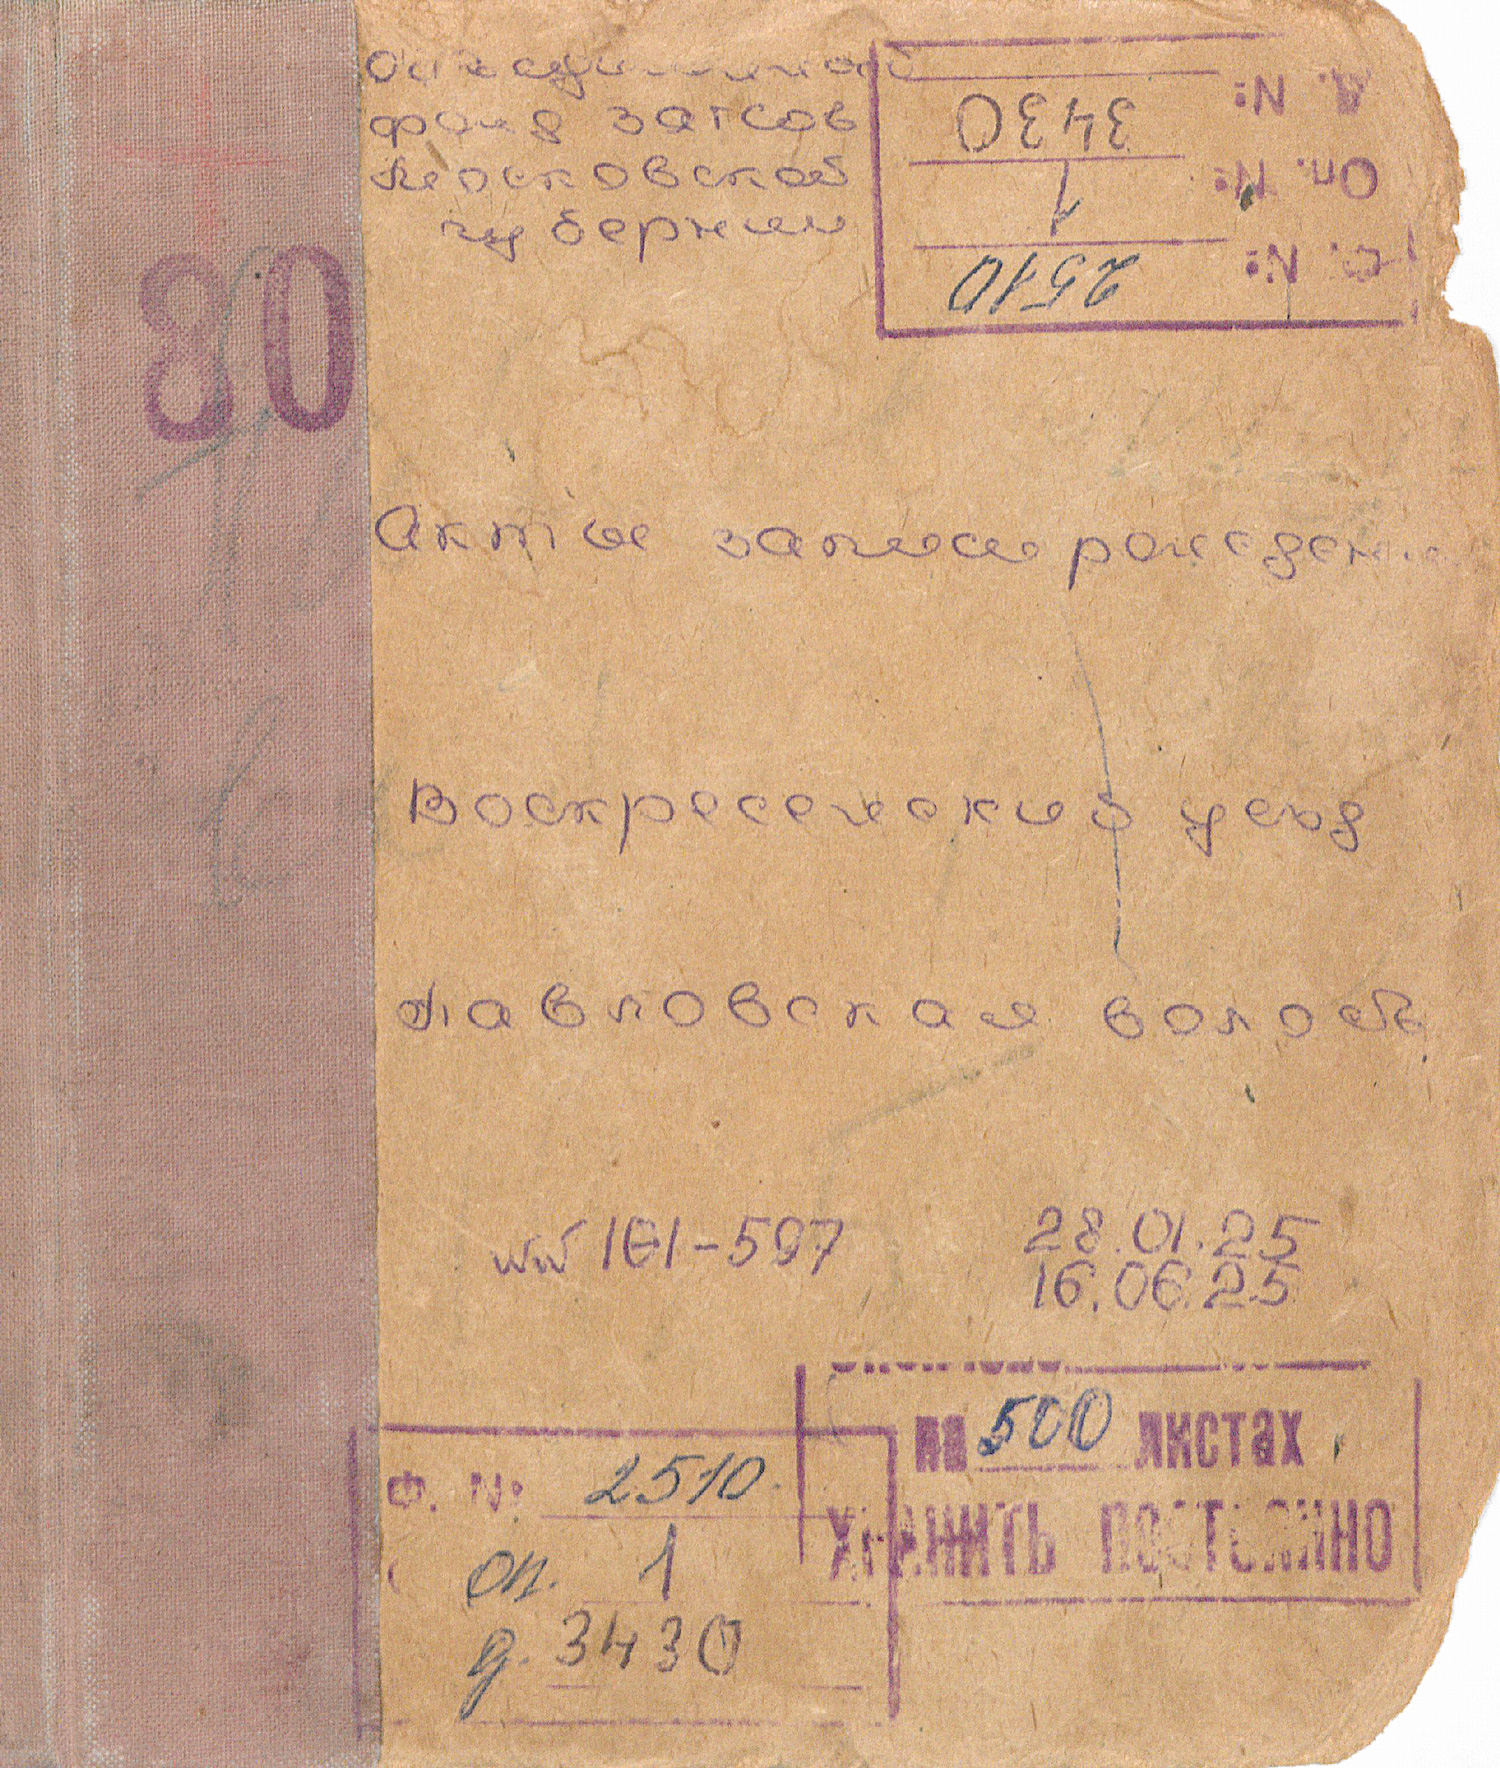 Объединенный
фонд загсов
Московской
губернии
Д. № 3430
Оп. № 1
Ф. № 2510
80
Акты записи рождени
Воскресенский уезд
Павловская волость
№№ 161-597
28.01.25
16.06.25
на 500 листах
ХРАНИТЬ ПОСТОЯННО
Ф. № 2510
оп. 1
д. 3430